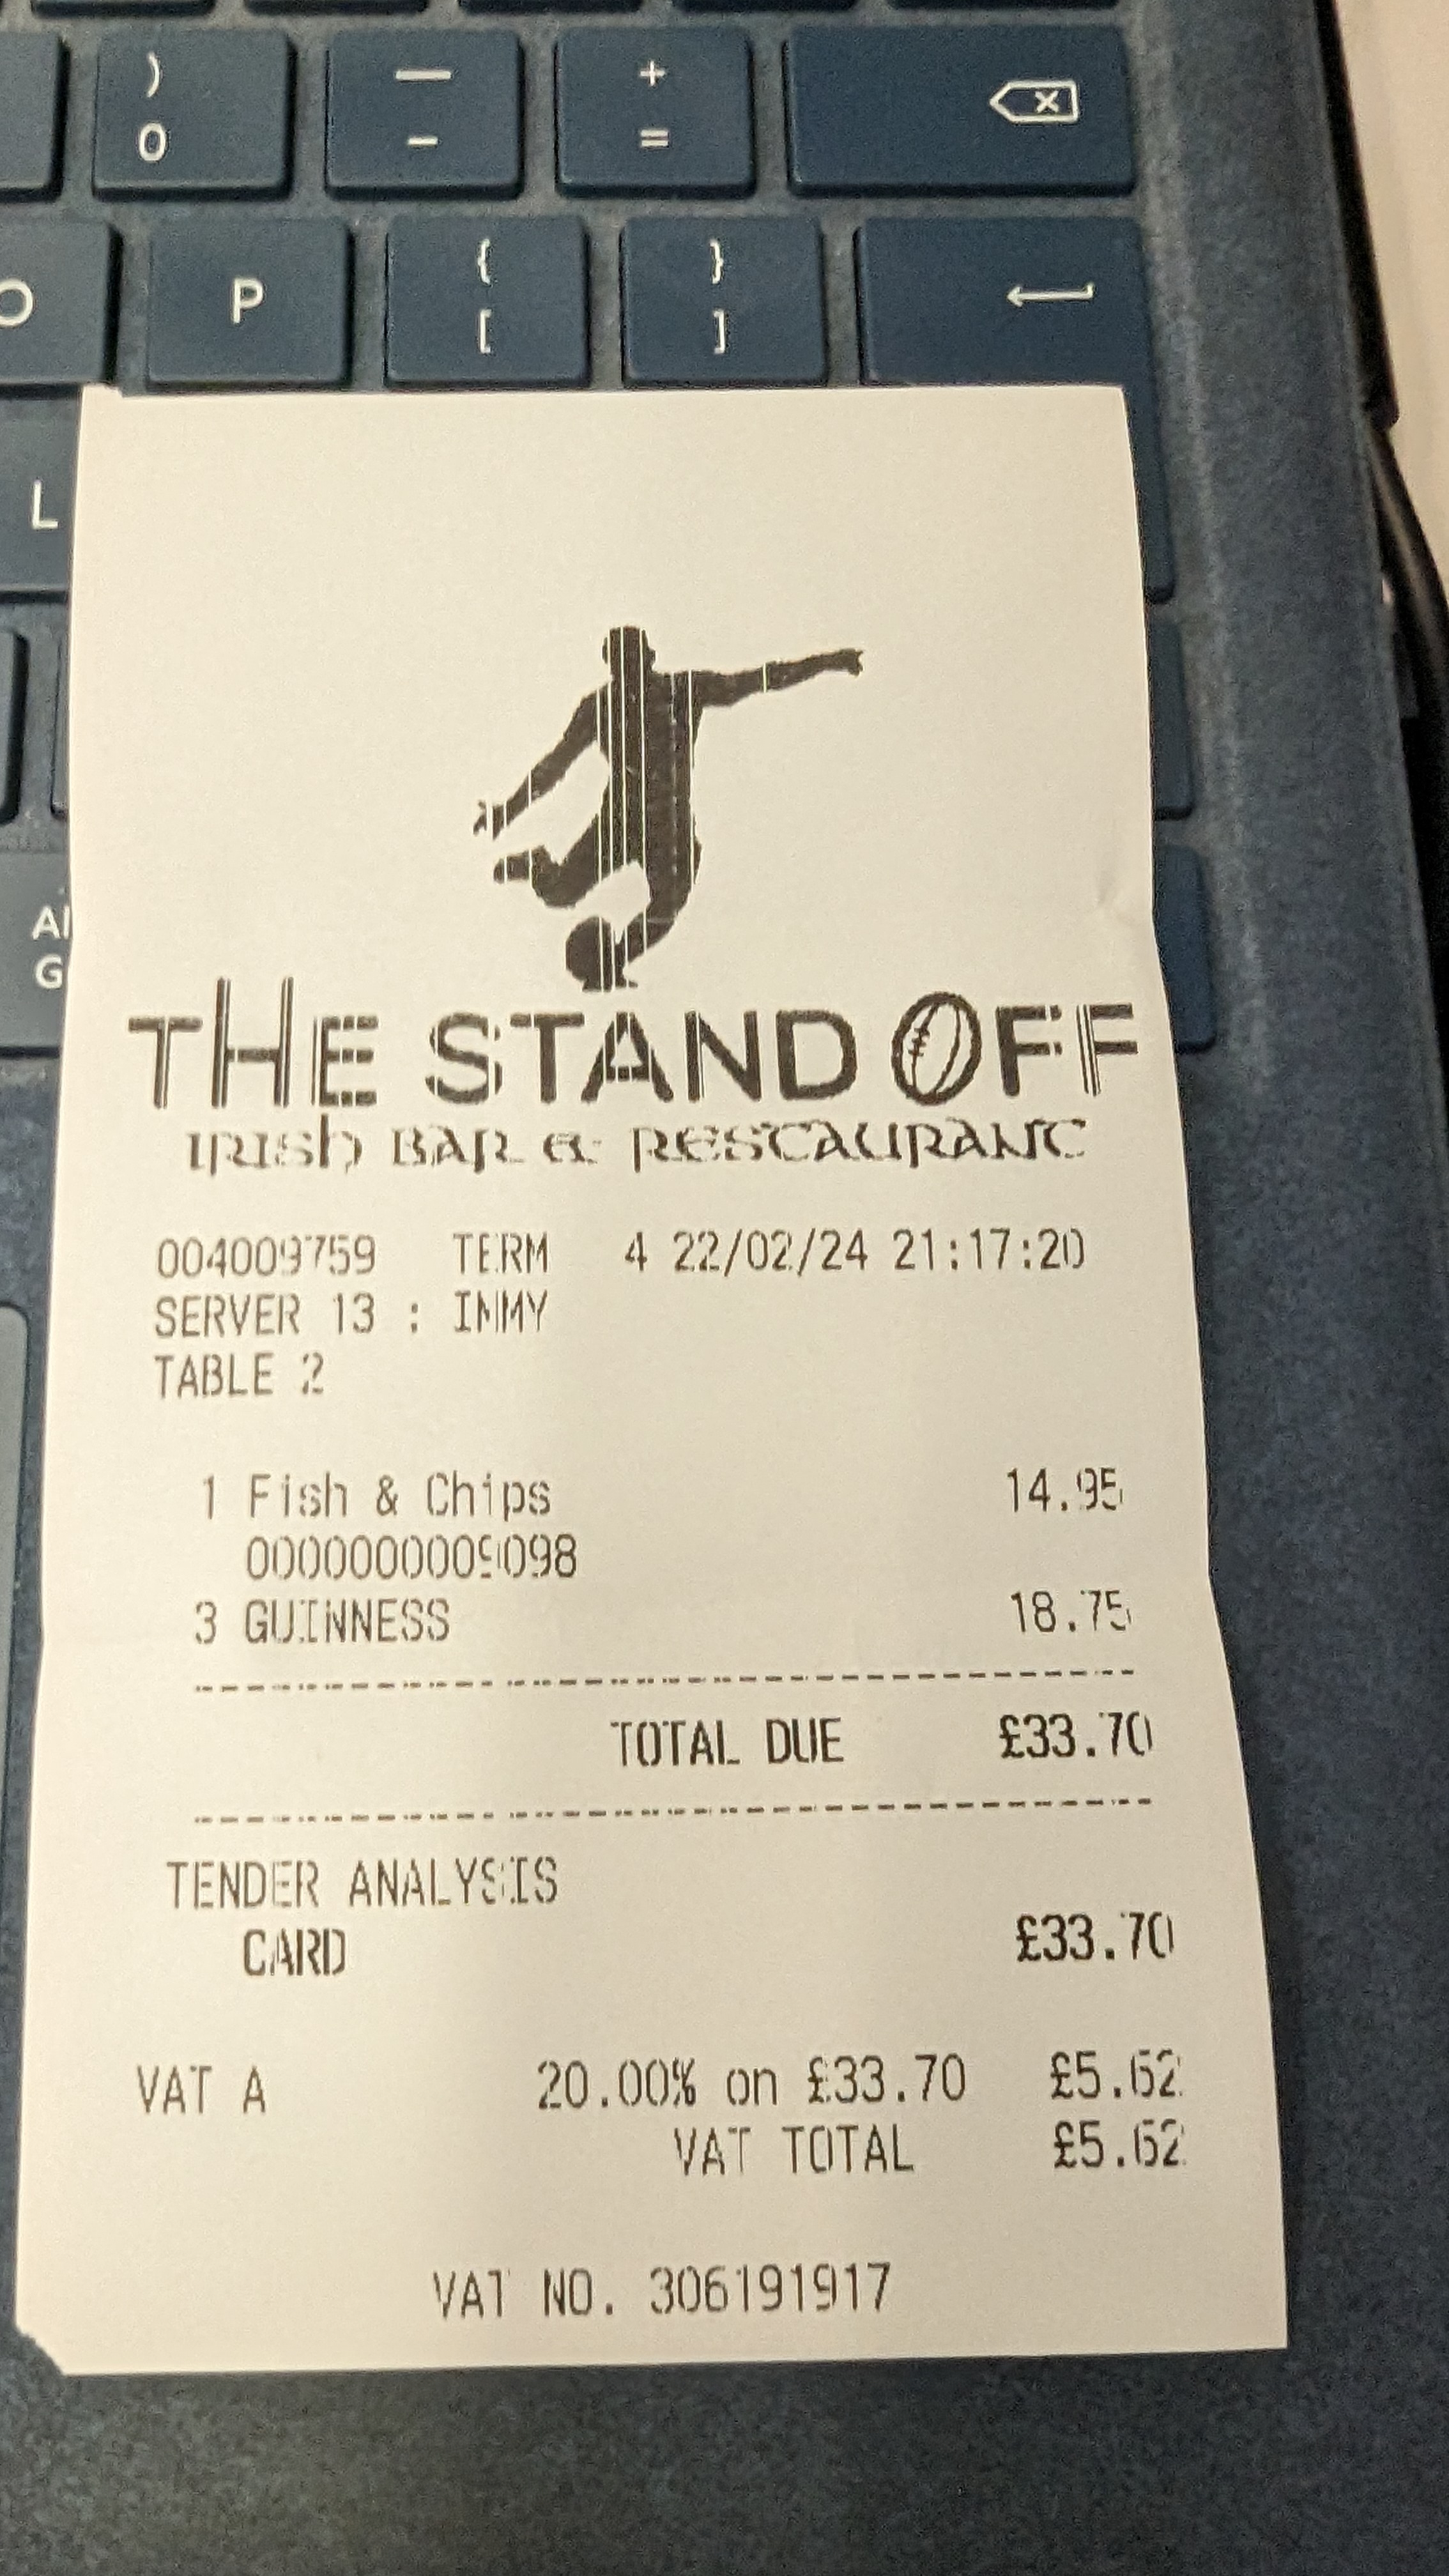 )
0
—
-
+
=
O
P
{
[
}
]
L
THE STAND OFF
IRISH BAR & RESTAURANT
004009759 TERM 4 22/02/24 21:17:20
SERVER 13 : IMMY
TABLE 2
1 Fish & Chips 14.95
0000000009098
3 GUINNESS 18.75
TOTAL DUE £33.70
TENDER ANALYSIS
CARD £33.70
VAT A 20.00% on £33.70 £5.62
VAT TOTAL £5.62
VAT NO. 306191917